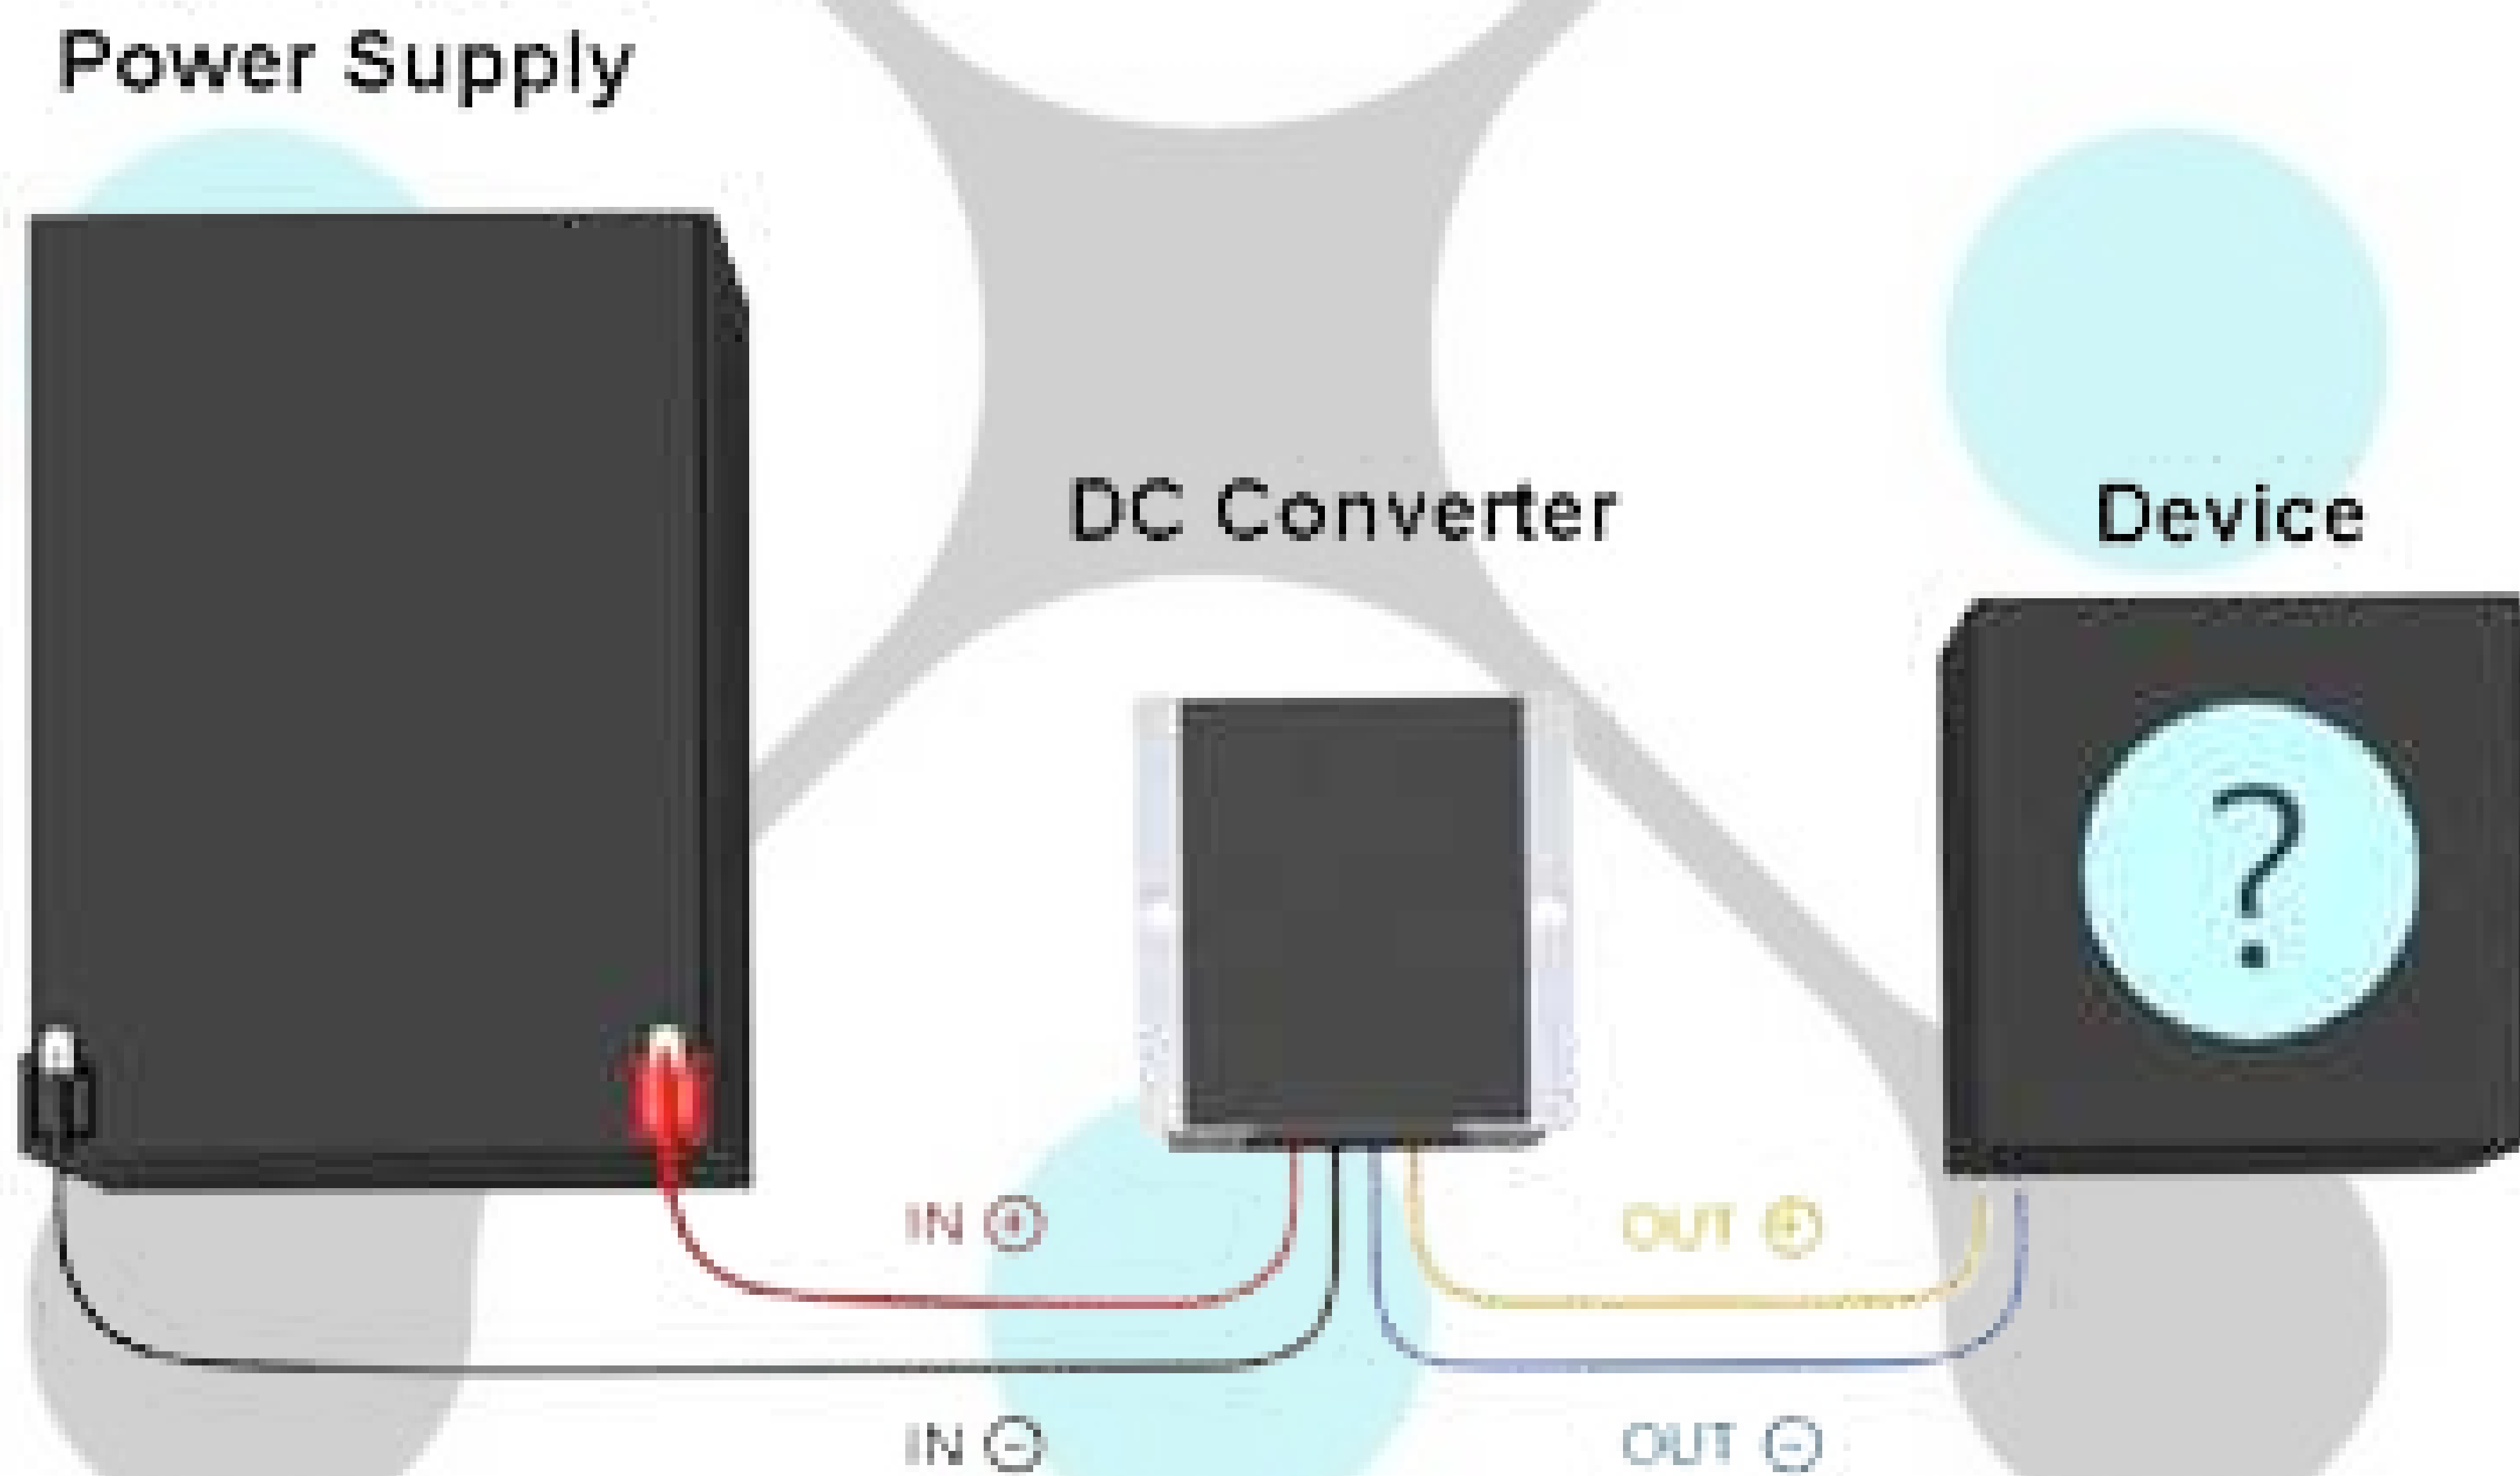 Power Supply
DC Converter
Device
?
IN +
OUT +
IN -
OUT -